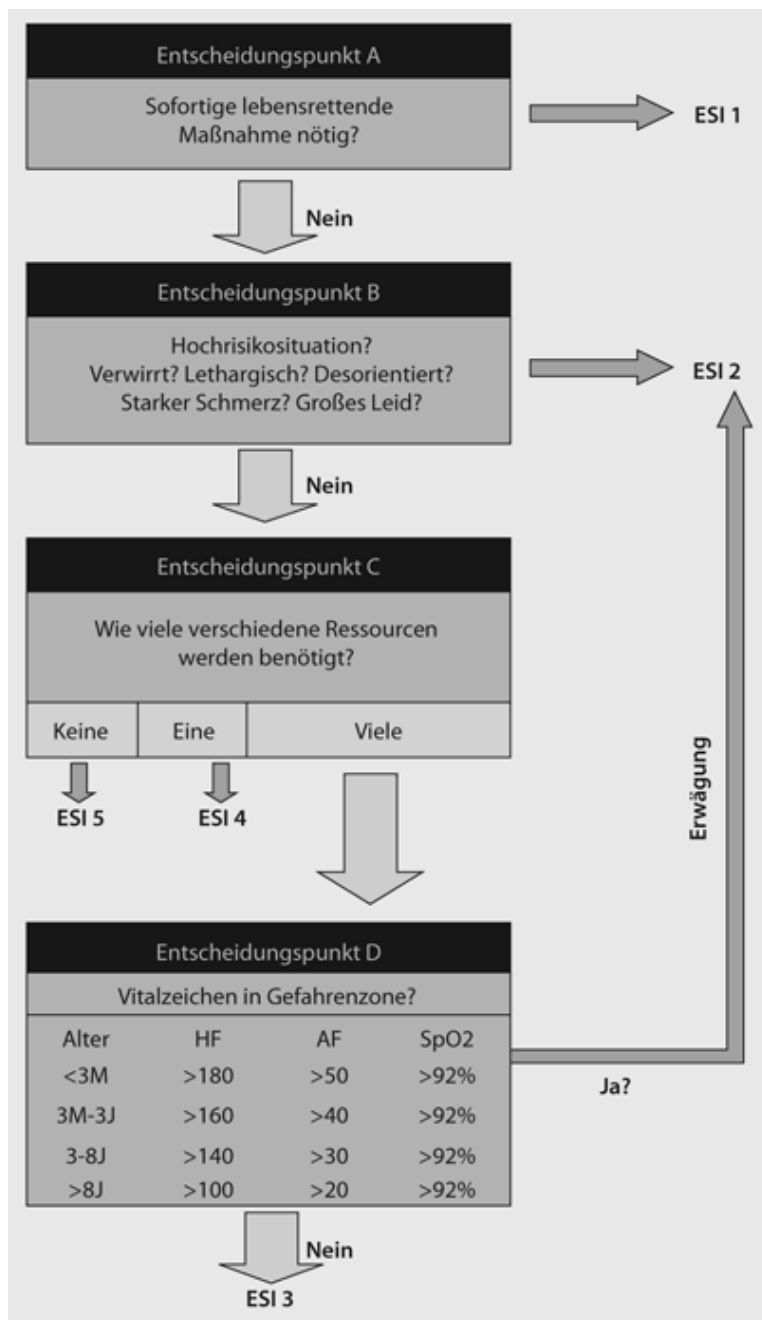 Entscheidungspunkt A
Sofortige lebensrettende
Maßnahme nötig?
ESI 1
Nein
Entscheidungspunkt B
Hochrisikosituation?
Verwirrt? Lethargisch? Desorientiert?
Starker Schmerz? Großes Leid?
ESI 2
Nein
Entscheidungspunkt C
Wie viele verschiedene Ressourcen
werden benötigt?
Keine Eine Viele
ESI 5 ESI 4
Erwägung
Entscheidungspunkt D
Vitalzeichen in Gefahrenzone?
Alter HF AF SpO2
<3M >180 >50 >92%
3M-3J >160 >40 >92%
3-8J >140 >30 >92%
>8J >100 >20 >92%
Ja?
Nein
ESI 3